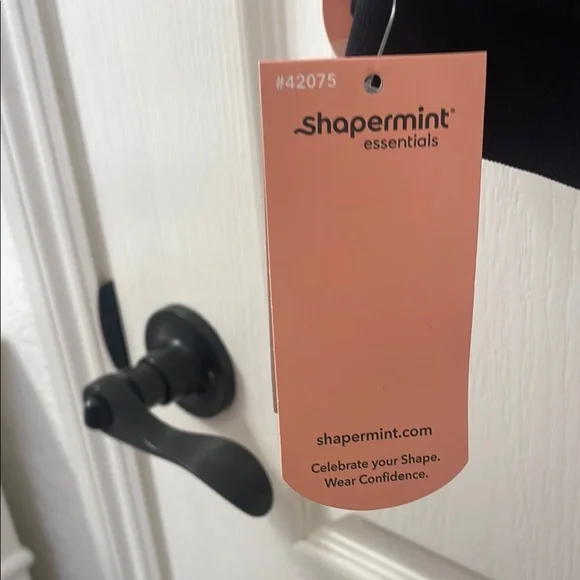 #42075
Shapermint®
essentials
shapermint.com
Celebrate your Shape.
Wear Confidence.